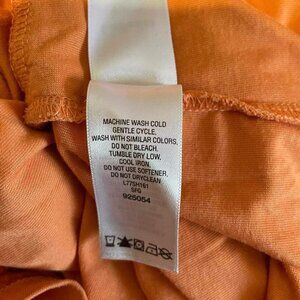 MACHINE WASH COLD
GENTLE CYCLE.
WASH WITH SIMILAR COLORS.
DO NOT BLEACH.
TUMBLE DRY LOW.
COOL IRON.
DO NOT USE SOFTENER.
DO NOT DRYCLEAN
L77SH161
SFG
925054